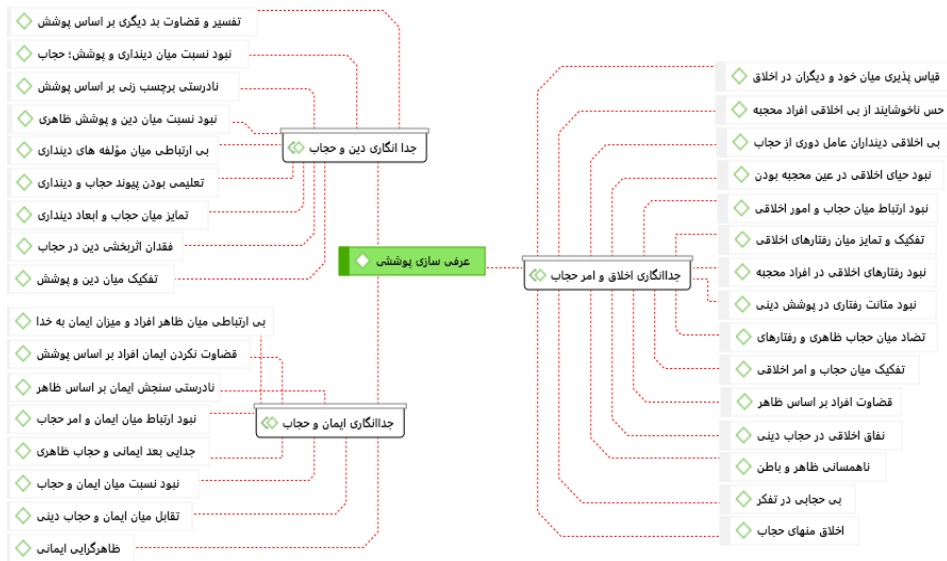 قیاس پذیری میان خود و دیگران در اخلاق
حس ناخوشایند از بی اخلاقی افراد محجبه
بی اخلاقی دینداران عامل دوری از حجاب
نبود حیای اخلاقی در عین محجبه بودن
نبود ارتباط میان حجاب و امور اخلاقی
تفکیک و تمایز میان رفتارهای اخلاقی
نبود رفتارهای اخلاقی در افراد محجبه
نبود متانت رفتاری در پوشش دینی
تضاد میان حجاب ظاهری و رفتارهای
تفکیک میان حجاب و امر اخلاقی
قضاوت افراد بر اساس ظاهر
نفاق اخلاقی در حجاب دینی
ناهمسانی ظاهر و باطن
بی حجابی در تفکر
اخلاق منهای حجاب
جداانگاری اخلاق و امر حجاب
عرفی سازی پوششی
جدا انگاری دین و حجاب
تفسیر و قضاوت بد دیگری بر اساس پوشش
نبود نسبت میان دینداری و پوشش؛ حجاب
نادرستی برچسب زنی بر اساس پوشش
نبود نسبت میان دین و پوشش ظاهری
بی ارتباطی میان مؤلفه های دینداری
تعلیمی بودن پیوند حجاب و دینداری
تمایز میان حجاب و ابعاد دینداری
فقدان اثربخشی دین در حجاب
تفکیک میان دین و پوشش
جداانگاری ایمان و حجاب
بی ارتباطی میان ظاهر افراد و میزان ایمان به خدا
قضاوت نکردن ایمان افراد بر اساس پوشش
نادرستی سنجش ایمان بر اساس ظاهر
نبود ارتباط میان ایمان و امر حجاب
جدایی بعد ایمانی و حجاب ظاهری
نبود نسبت میان ایمان و حجاب
تقابل میان ایمان و حجاب دینی
ظاهرگرایی ایمانی